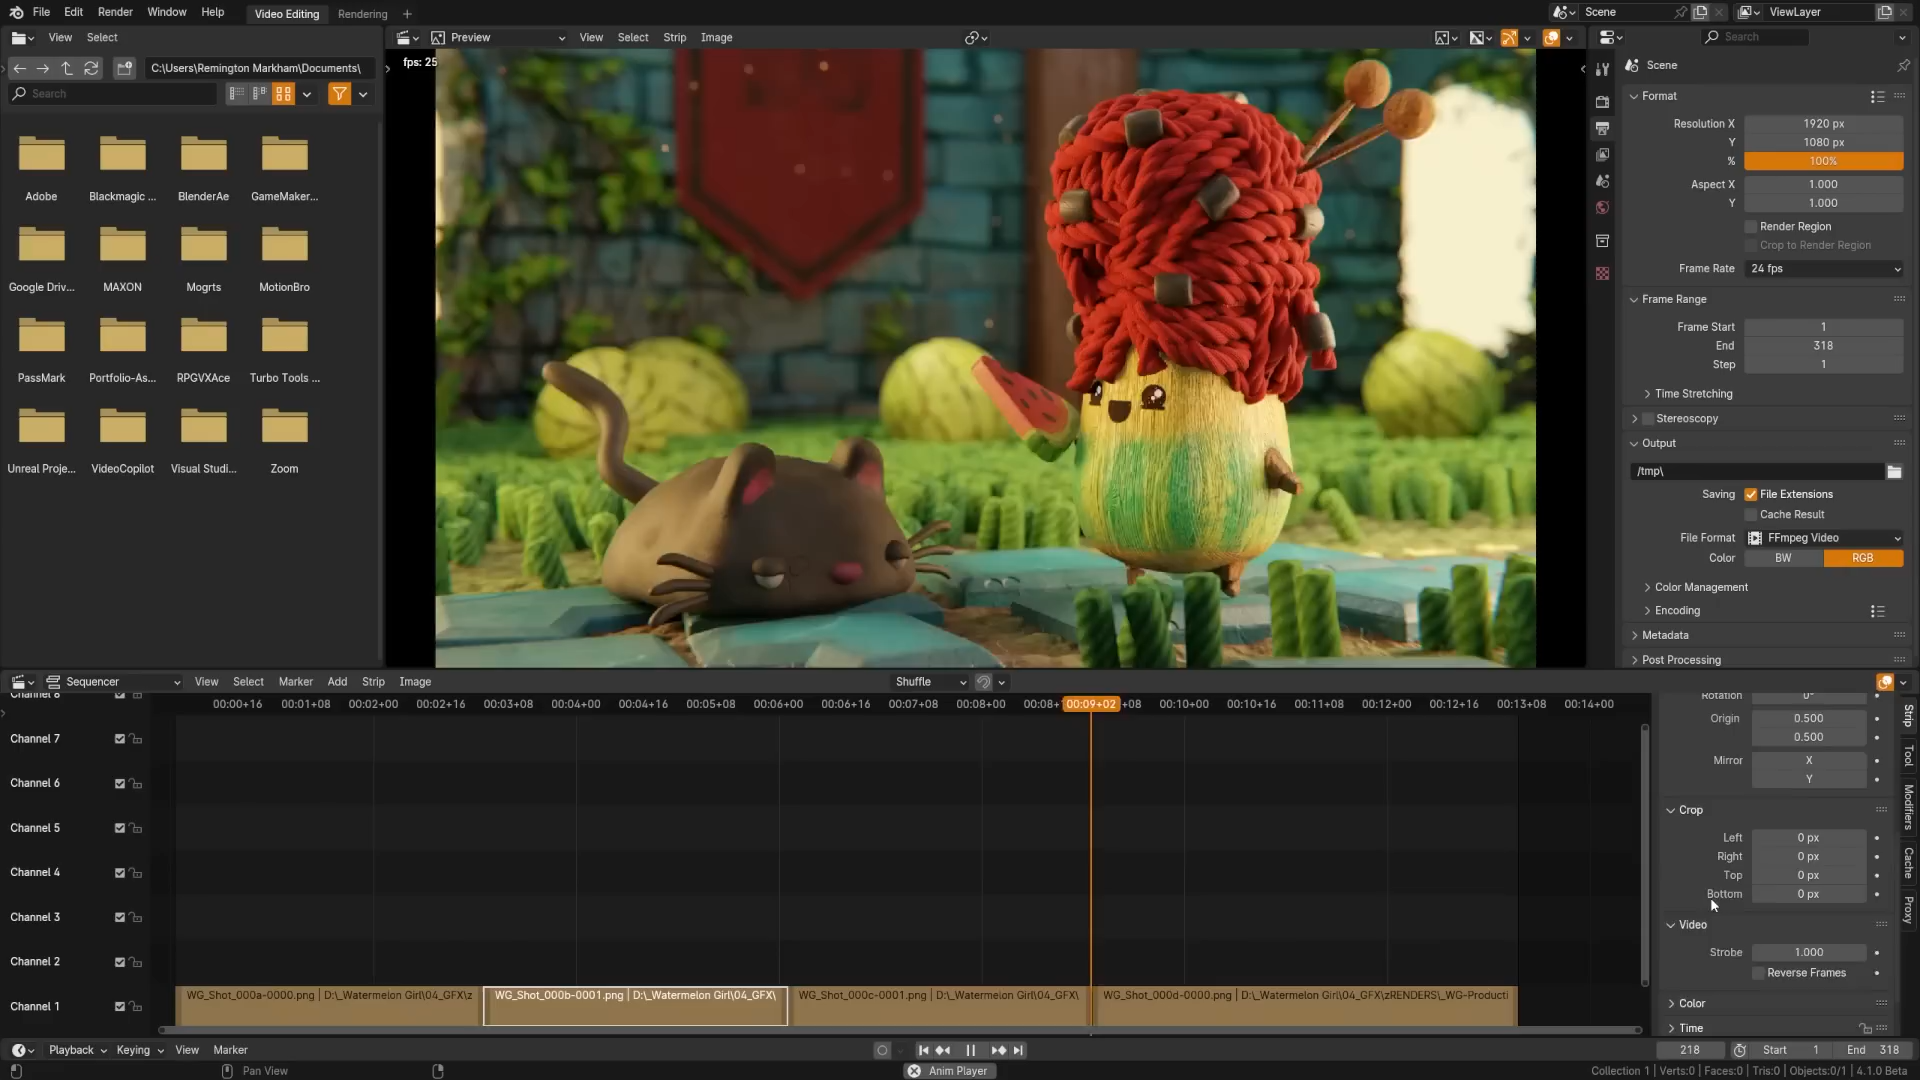 File Edit Render Window Help Video Editing Rendering + Scene ViewLayer
View Select
Preview View Select Strip Image
Search
C:\Users\Remington Markham\Documents\
Search
fps: 25
Adobe Blackmagic ... BlenderAe GameMaker...
Google Driv... MAXON Mogrts MotionBro
PassMark Portfolio-As... RPGVXAce Turbo Tools ...
Unreal Proje... VideoCopilot Visual Studi... Zoom
Scene
Format
Resolution X 1920 px
Y 1080 px
% 100%
Aspect X 1.000
Y 1.000
Render Region
Crop to Render Region
Frame Rate 24 fps
Frame Range
Frame Start 1
End 318
Step 1
Time Stretching
Stereoscopy
Output
/tmp\
Saving File Extensions
Cache Result
File Format FFmpeg Video
Color BW RGB
Color Management
Encoding
Metadata
Post Processing
Sequencer View Select Marker Add Strip Image Shuffle
00:00+16 00:01+08 00:02+00 00:02+16 00:03+08 00:04+00 00:04+16 00:05+08 00:06+00 00:06+16 00:07+08 00:08+00 00:08+ 00:09+02 +08 00:10+00 00:10+16 00:11+08 00:12+00 00:12+16 00:13+08 00:14+00
Channel 8
Channel 7
Channel 6
Channel 5
Channel 4
Channel 3
Channel 2
Channel 1
WG_Shot_000a-0000.png | D:\_Watermelon Girl\04_GFX\z
WG_Shot_000b-0001.png | D:\_Watermelon Girl\04_GFX\
WG_Shot_000c-0001.png | D:\_Watermelon Girl\04_GFX\
WG_Shot_000d-0000.png | D:\_Watermelon Girl\04_GFX\zRENDERS\_WG-Producti
Rotation 0°
Origin 0.500
0.500
Mirror X
Y
Crop
Left 0 px
Right 0 px
Top 0 px
Bottom 0 px
Video
Strobe 1.000
Reverse Frames
Color
Time
Strip
Tool
Modifiers
Cache
Proxy
Playback Keying View Marker 218 Start 1 End 318
Pan View Anim Player Collection 1 | Verts:0 | Faces:0 | Tris:0 | Objects:0/1 | 4.1.0 Beta